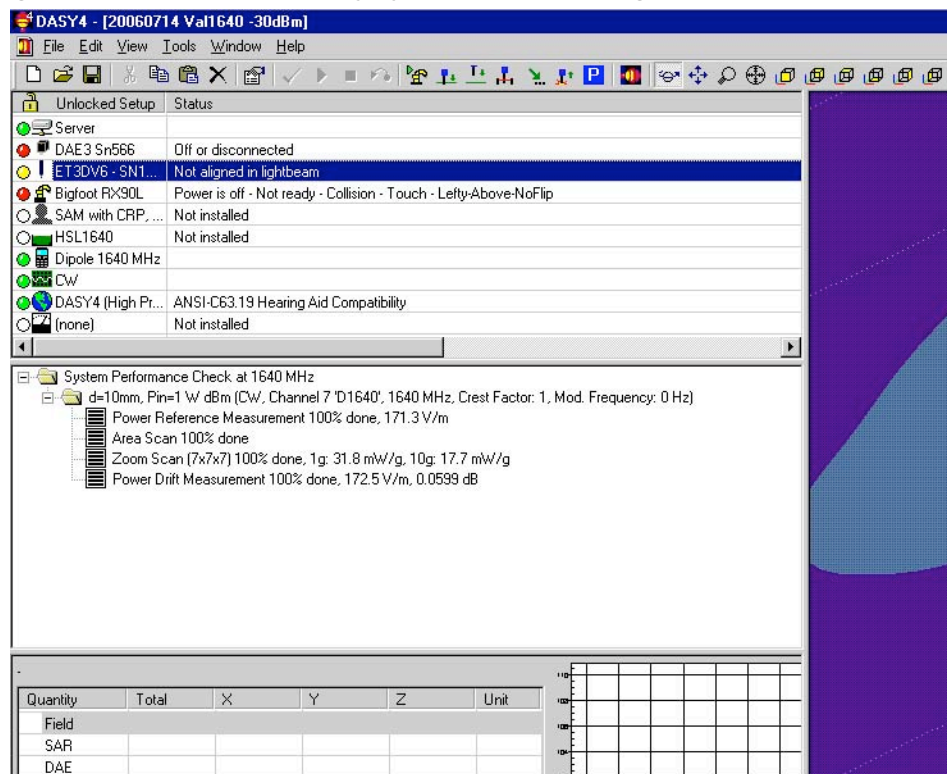 DASY4 - [20060714 Val1640 -30dBm]
File Edit View Tools Window Help
P
Unlocked Setup Status
Server
DAE3 Sn566 Off or disconnected
ET3DV6 - SN1... Not aligned in lightbeam
Bigfoot RX90L Power is off - Not ready - Collision - Touch - Lefty-Above-NoFlip
SAM with CRP, ... Not installed
HSL1640 Not installed
Dipole 1640 MHz
CW
DASY4 (High Pr... ANSI-C63.19 Hearing Aid Compatibility
(none) Not installed
System Performance Check at 1640 MHz
d=10mm, Pin=1 W dBm (CW, Channel 7 'D1640', 1640 MHz, Crest Factor: 1, Mod. Frequency: 0 Hz)
Power Reference Measurement 100% done, 171.3 V/m
Area Scan 100% done
Zoom Scan (7x7x7) 100% done, 1g: 31.8 mW/g, 10g: 17.7 mW/g
Power Drift Measurement 100% done, 172.5 V/m, 0.0599 dB
-
Quantity Total X Y Z Unit
Field
SAR
DAE